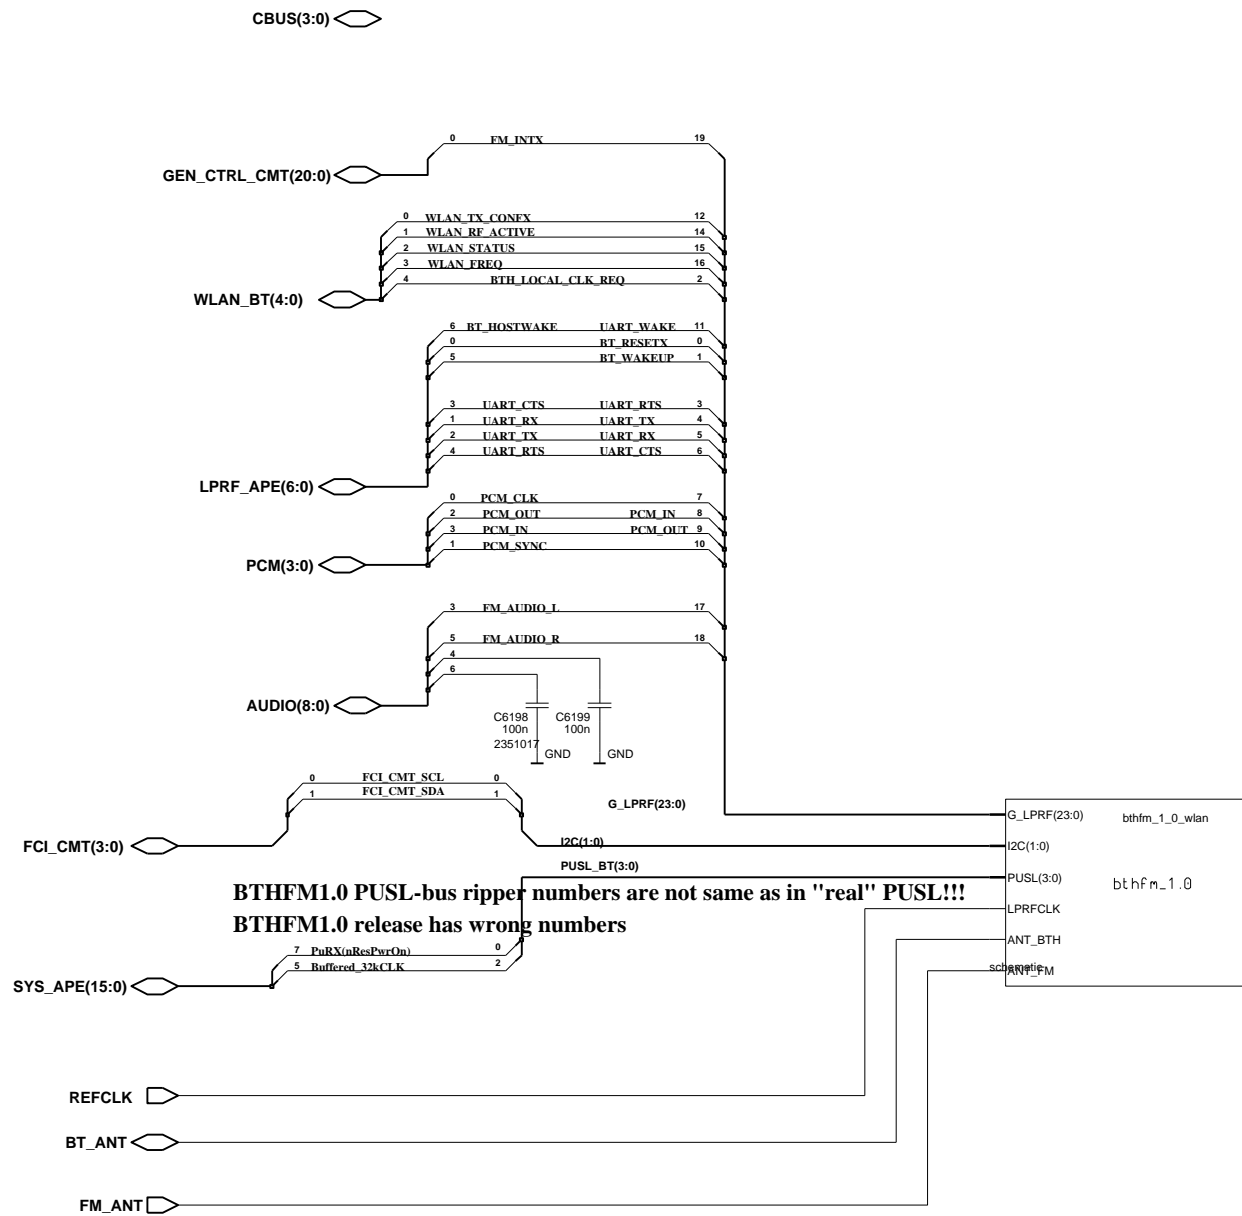 CBUS(3:0)
0 FM_INTX 19
GEN_CTRL_CMT(20:0)
0 WLAN_TX_CONFX 12
1 WLAN_RF_ACTIVE 14
2 WLAN_STATUS 15
3 WLAN_FREQ 16
4 BTH_LOCAL_CLK_REQ 2
WLAN_BT(4:0)
6 BT_HOSTWAKE UART_WAKE 11
0 BT_RESETX 0
5 BT_WAKEUP 1
3 UART_CTS UART_RTS 3
1 UART_RX UART_TX 4
2 UART_TX UART_RX 5
4 UART_RTS UART_CTS 6
LPRF_APE(6:0)
0 PCM_CLK 7
2 PCM_OUT PCM_IN 8
3 PCM_IN PCM_OUT 9
1 PCM_SYNC 10
PCM(3:0)
3 FM_AUDIO_L 17
5 FM_AUDIO_R 18
4
6
AUDIO(8:0)
C6198 C6199
100n 100n
2351017
GND GND
0 FCI_CMT_SCL 0
1 FCI_CMT_SDA 1
G_LPRF(23:0)
G_LPRF(23:0) bthfm_1_0_wlan
FCI_CMT(3:0) I2C(1:0) I2C(1:0)
PUSL_BT(3:0)
PUSL(3:0) bthfm_1.0
BTHFM1.0 PUSL-bus ripper numbers are not same as in "real" PUSL!!!
LPRFCLK
BTHFM1.0 release has wrong numbers
ANT_BTH
7 PuRX(nResPwrOn) 0
5 Buffered_32kCLK 2
schematic
ANT_FM
SYS_APE(15:0)
REFCLK
BT_ANT
FM_ANT